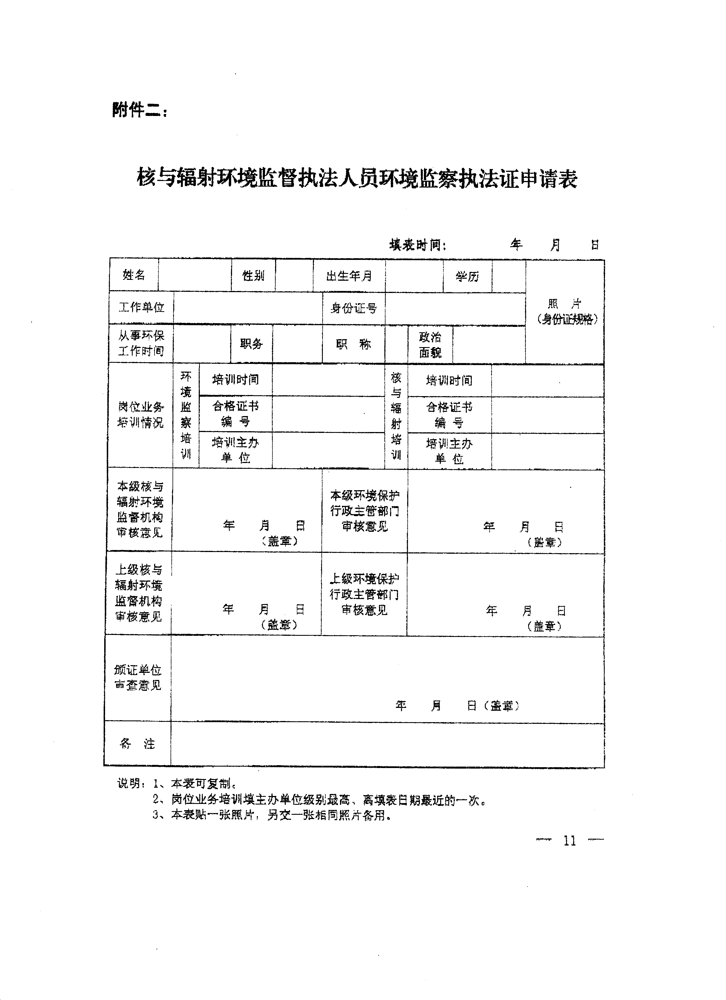 附件二：
核与辐射环境监督执法人员环境监察执法证申请表
填表时间： 年 月 日
姓名 性别 出生年月 学历
照 片
（身份证规格）
工作单位 身份证号
从事环保
工作时间
职务 职 称
政治
面貌
岗位业务
培训情况
环
境
监
察
培
训
培训时间
合格证书
编 号
培训主办
单 位
核
与
辐
射
培
训
培训时间
合格证书
编 号
培训主办
单 位
本级核与
辐射环境
监督机构
审核意见
年 月 日
（盖章）
本级环境保护
行政主管部门
审核意见
年 月 日
（盖章）
上级核与
辐射环境
监督机构
审核意见
年 月 日
（盖章）
上级环境保护
行政主管部门
审核意见
年 月 日
（盖章）
颁证单位
审查意见
年 月 日（盖章）
备 注
说明：1、本表可复制。
2、岗位业务培训填主办单位级别最高、离填表日期最近的一次。
3、本表贴一张照片，另交一张相同照片备用。
— 11 —